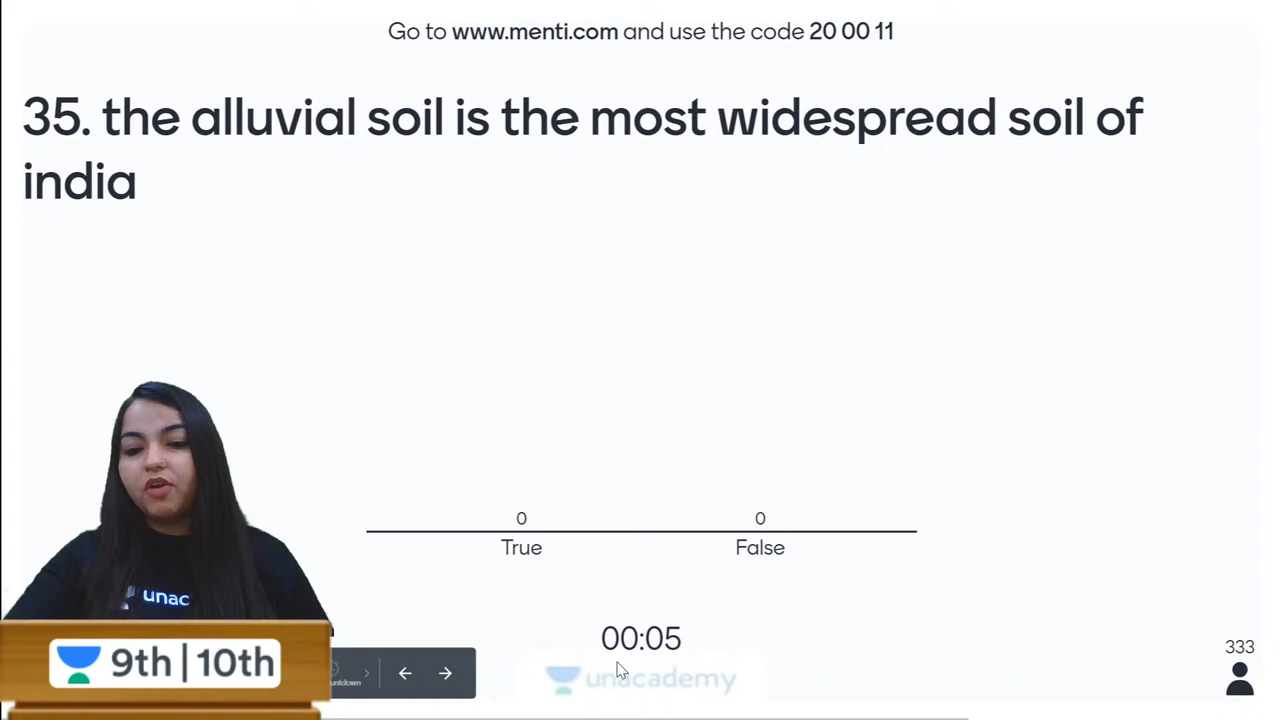 Go to www.menti.com and use the code 20 00 11
35. the alluvial soil is the most widespread soil of
india
0 0
True False
00:05
unac
9th | 10th
untdown
unacademy
333